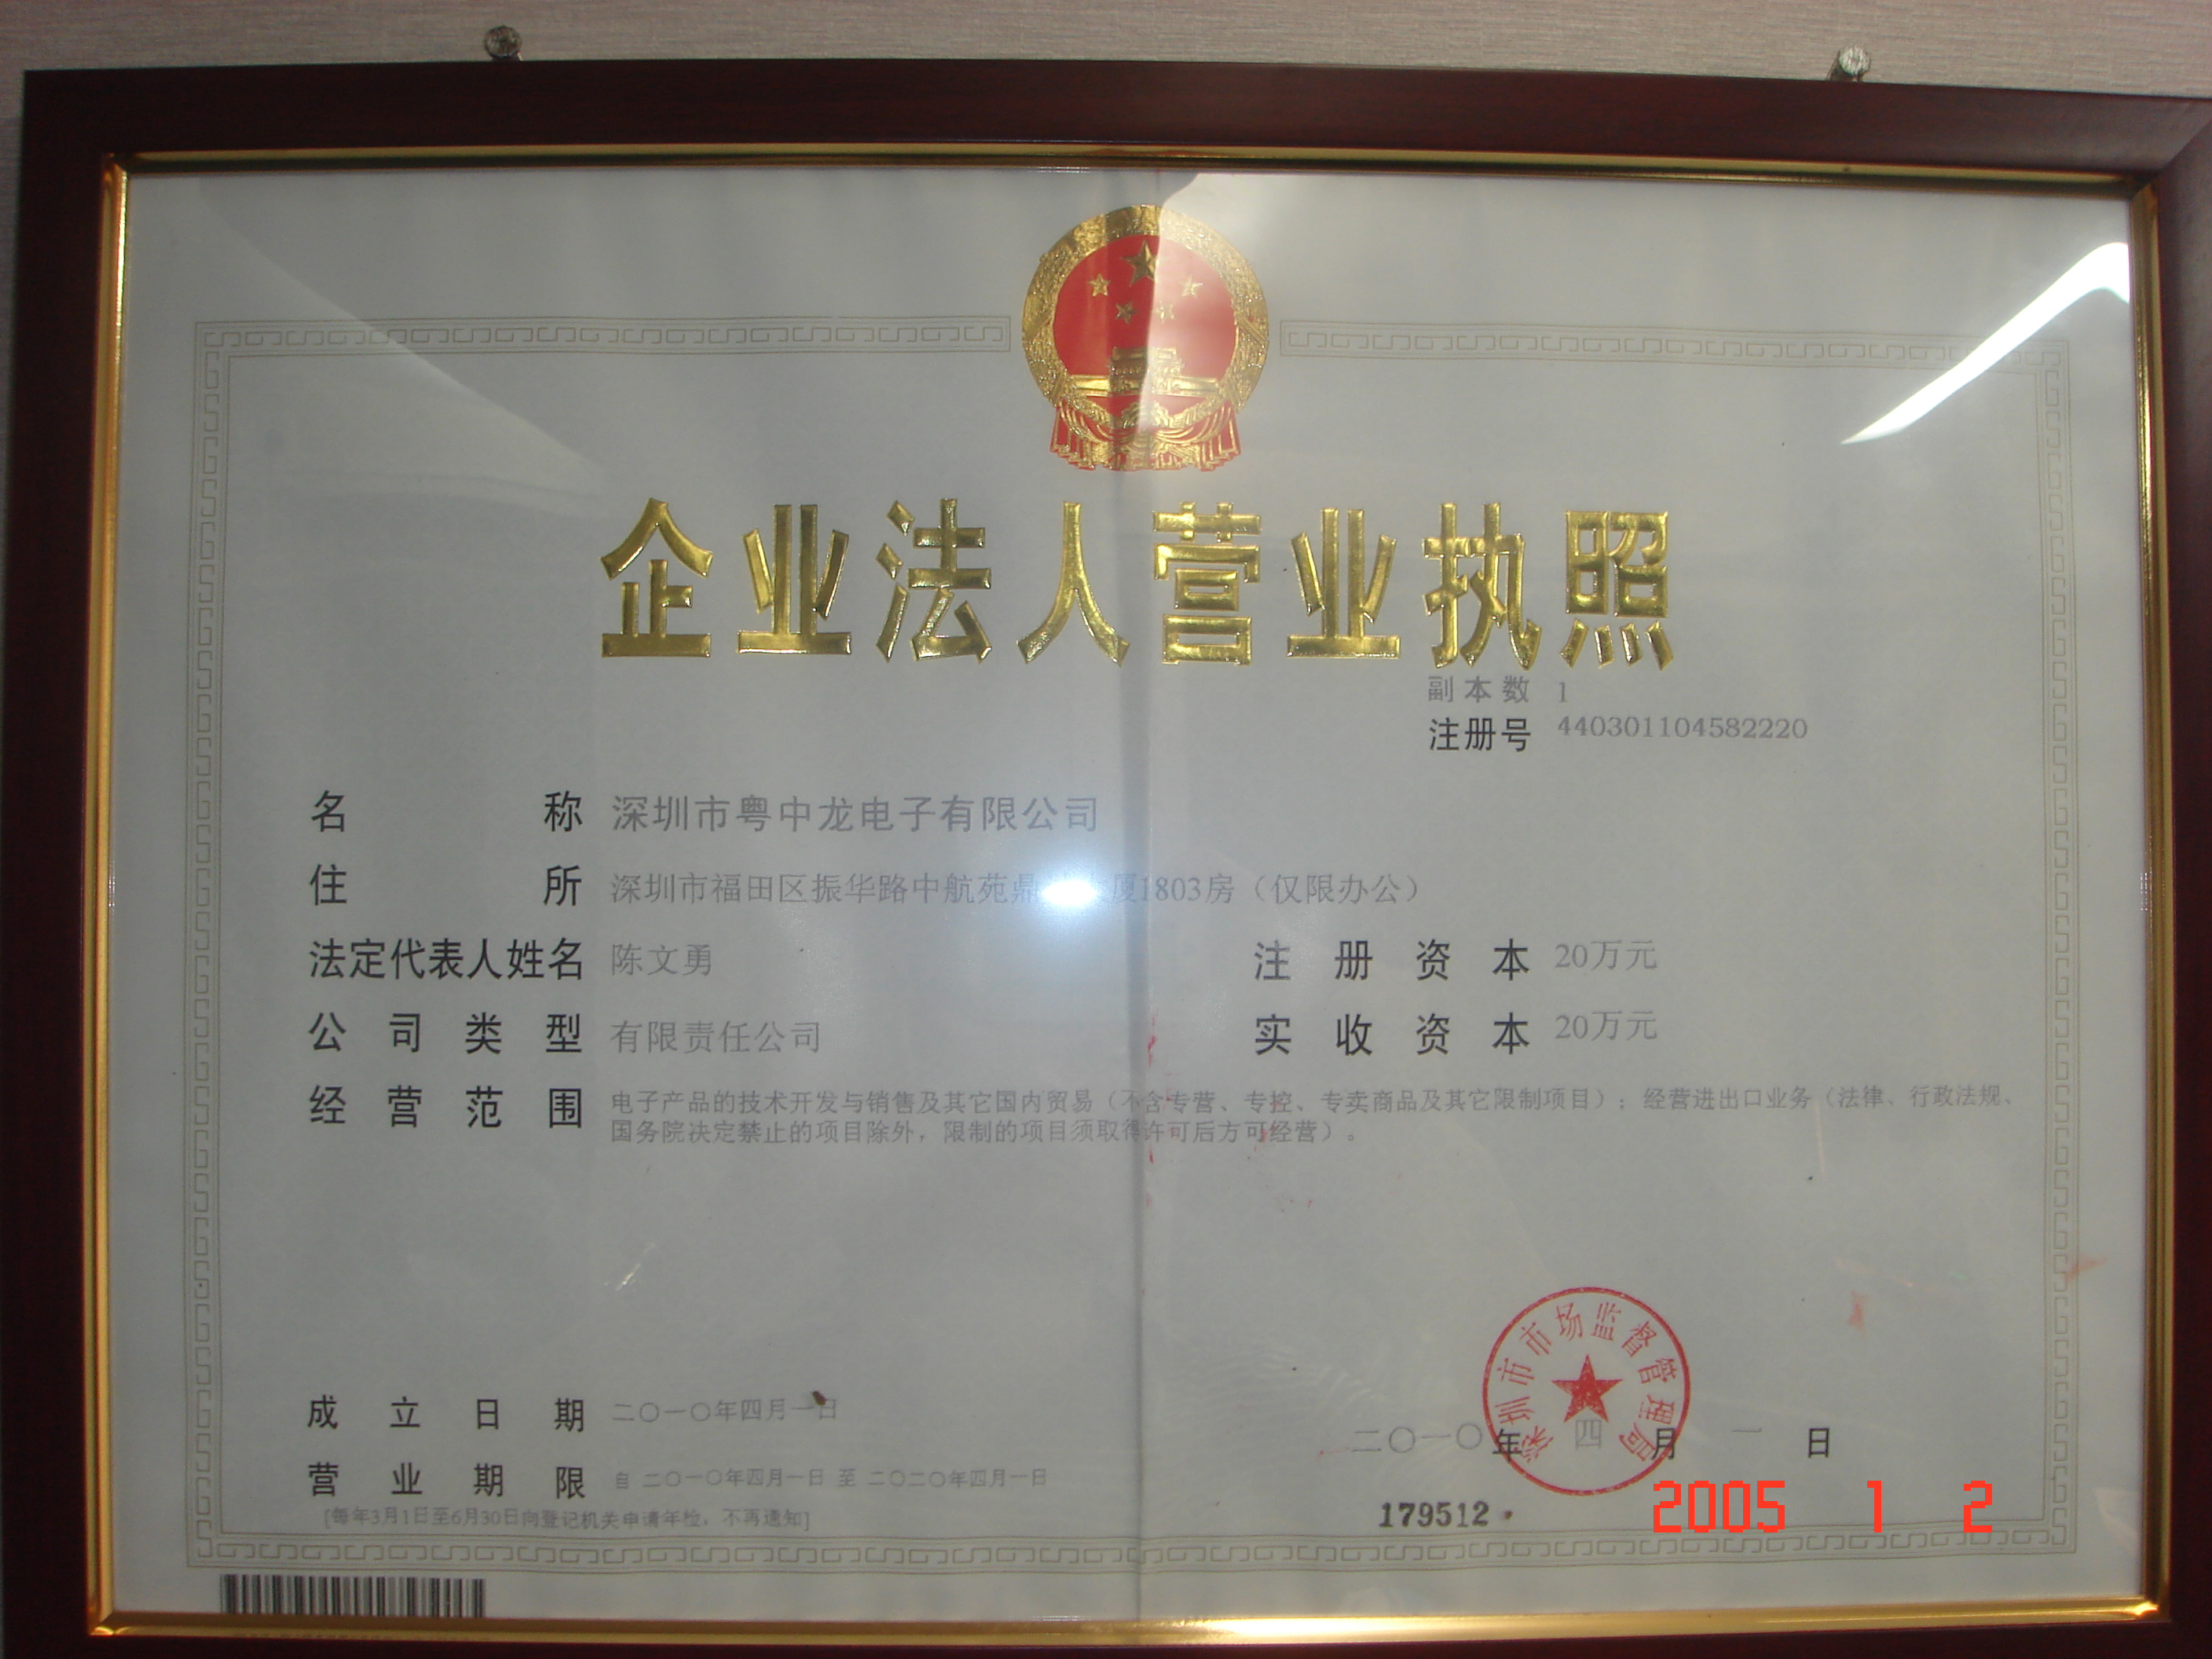 企业法人营业执照
副本数 1
注册号 440301104582220
名称 深圳市粤中龙电子有限公司
住所 深圳市福田区振华路中航苑鼎 厦1803房（仅限办公）
法定代表人姓名 陈文勇 注册资本 20万元
公司类型 有限责任公司 实收资本 20万元
经营范围 电子产品的技术开发与销售及其它国内贸易（不含专营、专控、专卖商品及其它限制项目）；经营进出口业务（法律、行政法规、
国务院决定禁止的项目除外，限制的项目须取得许可后方可经营）。
深圳市市场监督管理局
成立日期 二〇一〇年四月一日
二〇一〇年 四 月 一 日
营业期限 自 二〇一〇年四月一日 至 二〇二〇年四月一日
[每年3月1日至6月30日向登记机关申请年检，不再通知]
179512
2005 1 2